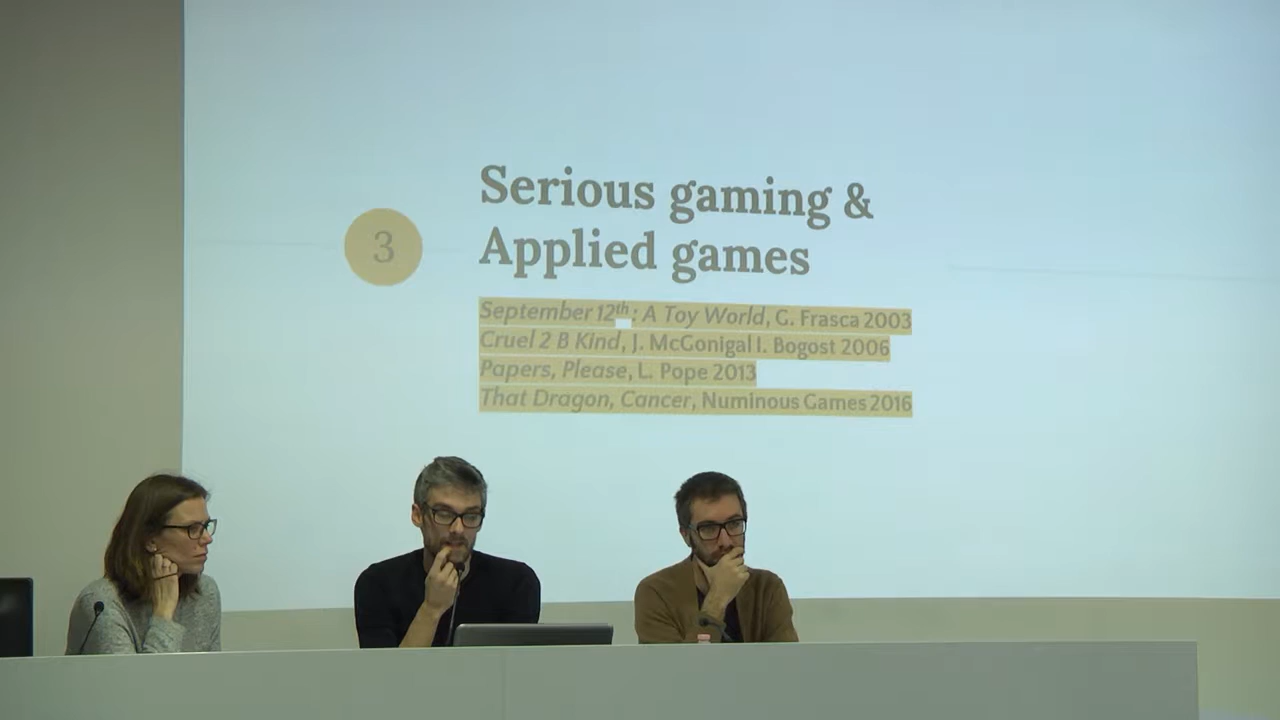 3
Serious gaming &
Applied games
September 12th: A Toy World, G. Frasca 2003
Cruel 2 B Kind, J. McGonigal I. Bogost 2006
Papers, Please, L. Pope 2013
That Dragon, Cancer, Numinous Games 2016